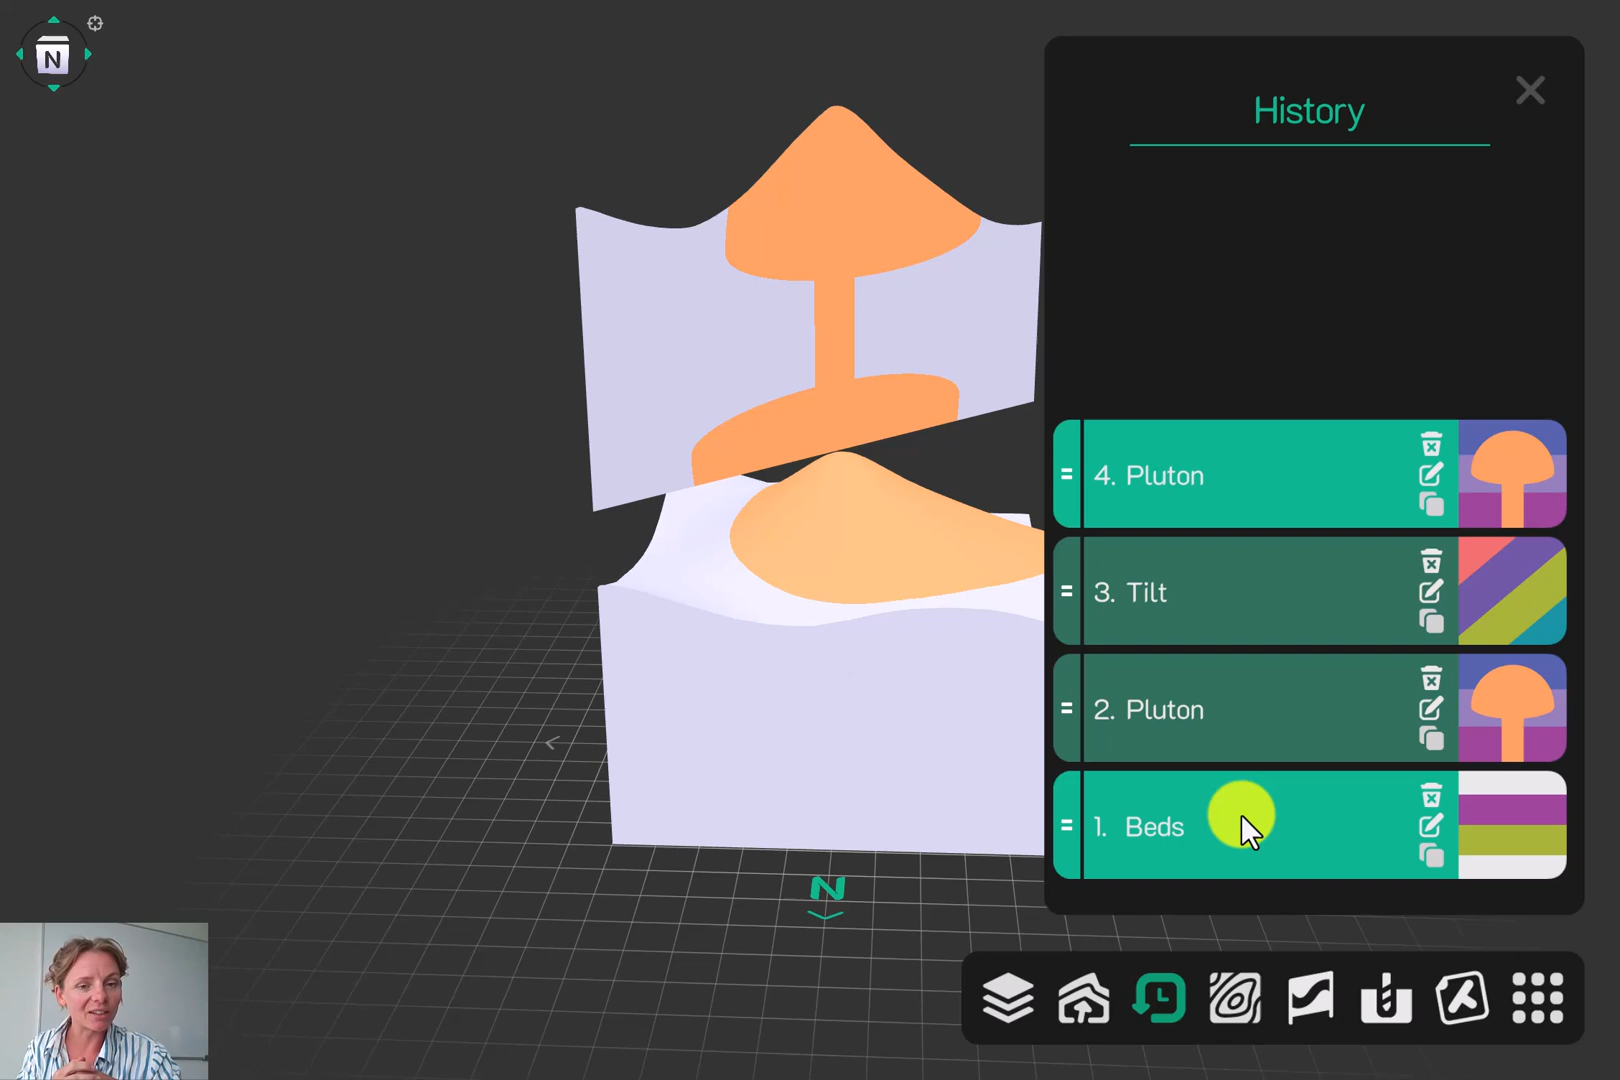 N
History
4. Pluton
3. Tilt
2. Pluton
1. Beds
N